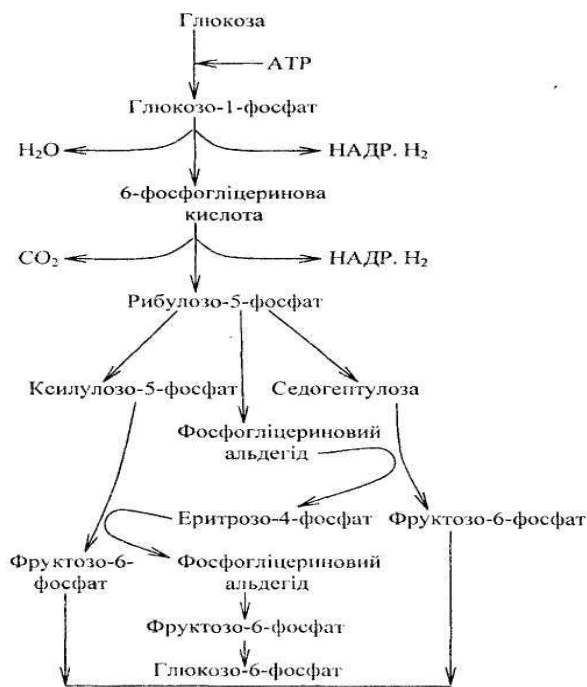 Глюкоза
АТР
Глюкозо-1-фосфат
H₂O
НАДР. H₂
6-фосфогліцеринова
кислота
CO₂
НАДР. H₂
Рибулозо-5-фосфат
Ксилулозо-5-фосфат
Седогептулоза
Фосфогліцериновий
альдегід
Еритрозо-4-фосфат
Фруктозо-6-фосфат
Фруктозо-6-
фосфат
Фосфогліцериновий
альдегід
Фруктозо-6-фосфат
Глюкозо-6-фосфат